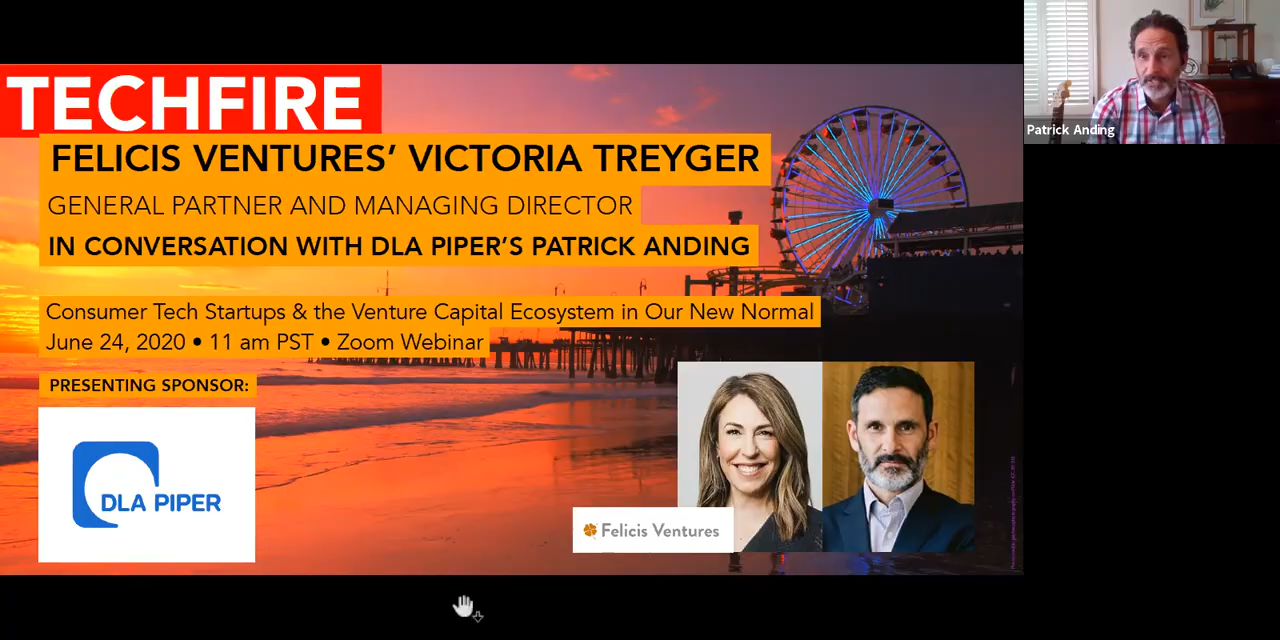 TECHFIRE
FELICIS VENTURES’ VICTORIA TREYGER
GENERAL PARTNER AND MANAGING DIRECTOR
IN CONVERSATION WITH DLA PIPER’S PATRICK ANDING
Consumer Tech Startups & the Venture Capital Ecosystem in Our New Normal
June 24, 2020 • 11 am PST • Zoom Webinar
PRESENTING SPONSOR:
DLA PIPER
Felicis Ventures
Patrick Anding